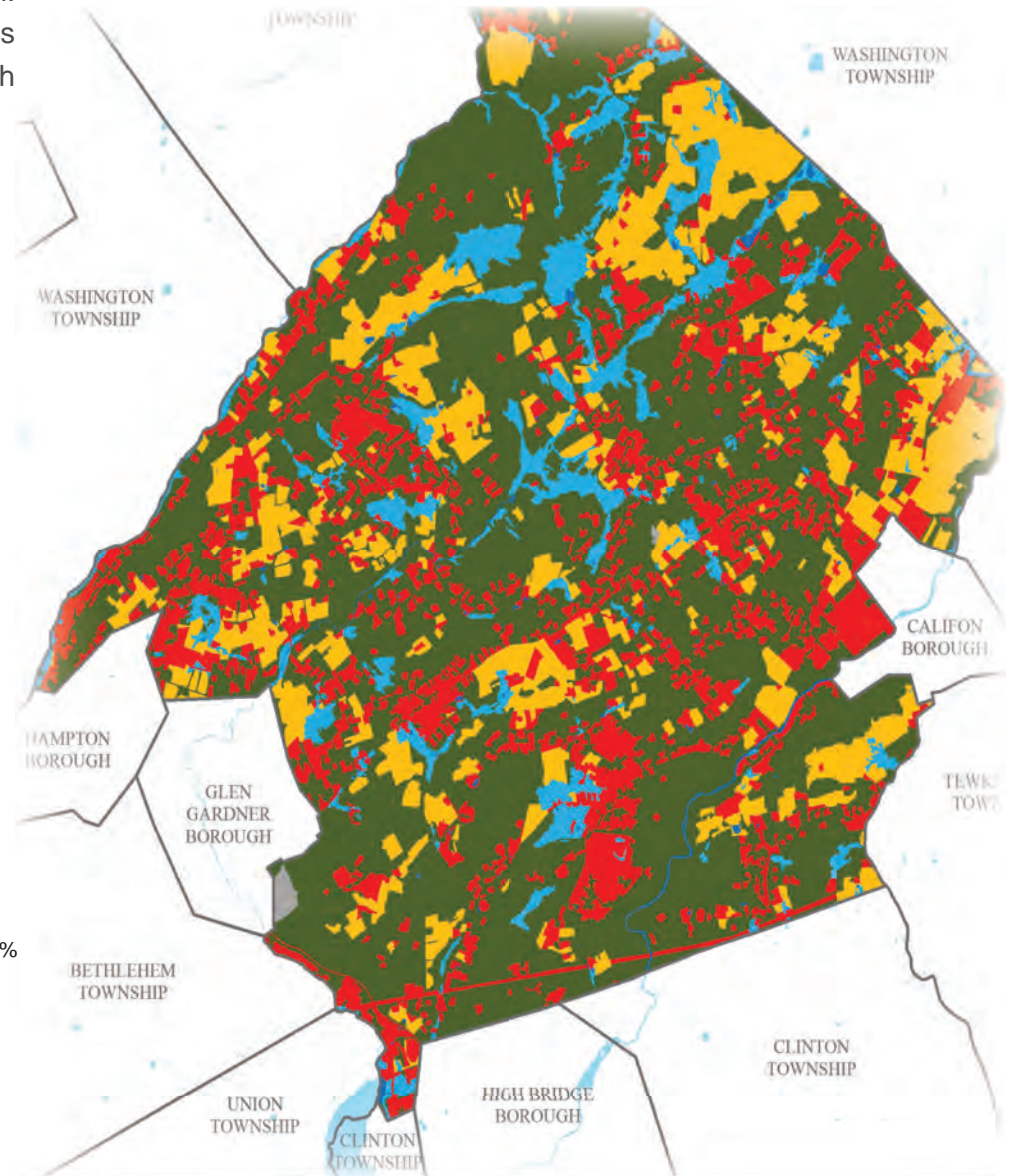 s
TOWNSHIP
h
WASHINGTON
TOWNSHIP
WASHINGTON
TOWNSHIP
CALIFON
BOROUGH
HAMPTON
BOROUGH
GLEN
GARDNER
BOROUGH
%
BETHLEHEM
TOWNSHIP
CLINTON
TOWNSHIP
HIGH BRIDGE
BOROUGH
UNION
TOWNSHIP
CLINTON
TOWNSHIP